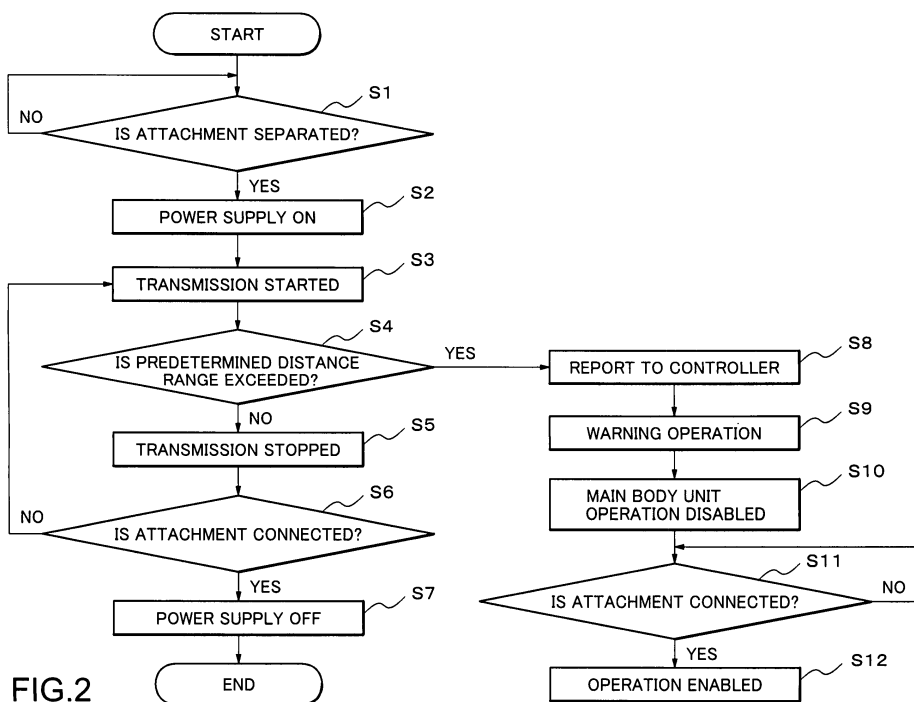 START
S1
NO
IS ATTACHMENT SEPARATED?
YES
S2
POWER SUPPLY ON
S3
TRANSMISSION STARTED
S4
IS PREDETERMINED DISTANCE
RANGE EXCEEDED?
YES
NO
S5
TRANSMISSION STOPPED
S6
NO
IS ATTACHMENT CONNECTED?
YES
S7
POWER SUPPLY OFF
END
S8
REPORT TO CONTROLLER
S9
WARNING OPERATION
S10
MAIN BODY UNIT
OPERATION DISABLED
S11
IS ATTACHMENT CONNECTED?
NO
YES
S12
OPERATION ENABLED
FIG.2